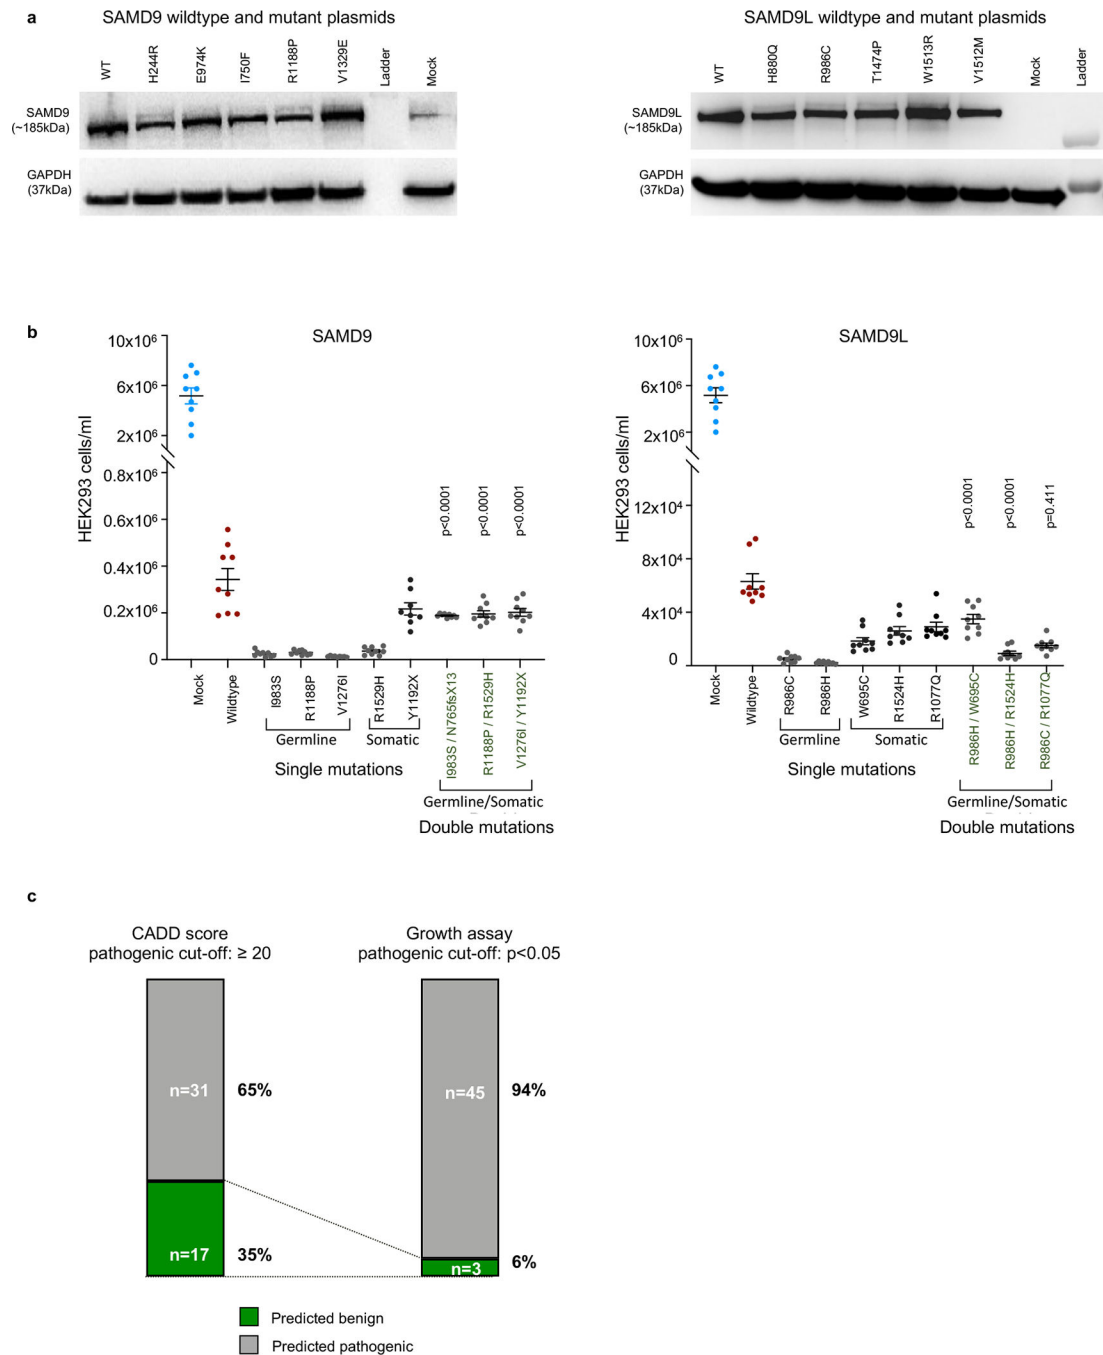 a
SAMD9 wildtype and mutant plasmids
WT
H244R
E974K
I750F
R1188P
V1329E
Ladder
Mock
SAMD9
(~185kDa)
GAPDH
(37kDa)
SAMD9L wildtype and mutant plasmids
WT
H880Q
R986C
T1474P
W1513R
V1512M
Mock
Ladder
SAMD9L
(~185kDa)
GAPDH
(37kDa)
b
SAMD9
HEK293 cells/ml
10x10⁶
6x10⁶
2x10⁶
0.8x10⁶
0.6x10⁶
0.4x10⁶
0.2x10⁶
0
p<0.0001
p<0.0001
p<0.0001
Mock
Wildtype
I983S
R1188P
V1276I
R1529H
Y1192X
I983S / N765fsX13
R1188P / R1529H
V1276I / Y1192X
Germline
Somatic
Single mutations
Germline/Somatic
Double mutations
SAMD9L
HEK293 cells/ml
10x10⁶
6x10⁶
2x10⁶
12x10⁴
8x10⁴
4x10⁴
0
p<0.0001
p<0.0001
p=0.411
Mock
Wildtype
R986C
R986H
W695C
R1524H
R1077Q
R986H / W695C
R986H / R1524H
R986C / R1077Q
Germline
Somatic
Single mutations
Germline/Somatic
Double mutations
c
CADD score
pathogenic cut-off: ≥ 20
n=31
65%
n=17
35%
Growth assay
pathogenic cut-off: p<0.05
n=45
94%
n=3
6%
Predicted benign
Predicted pathogenic